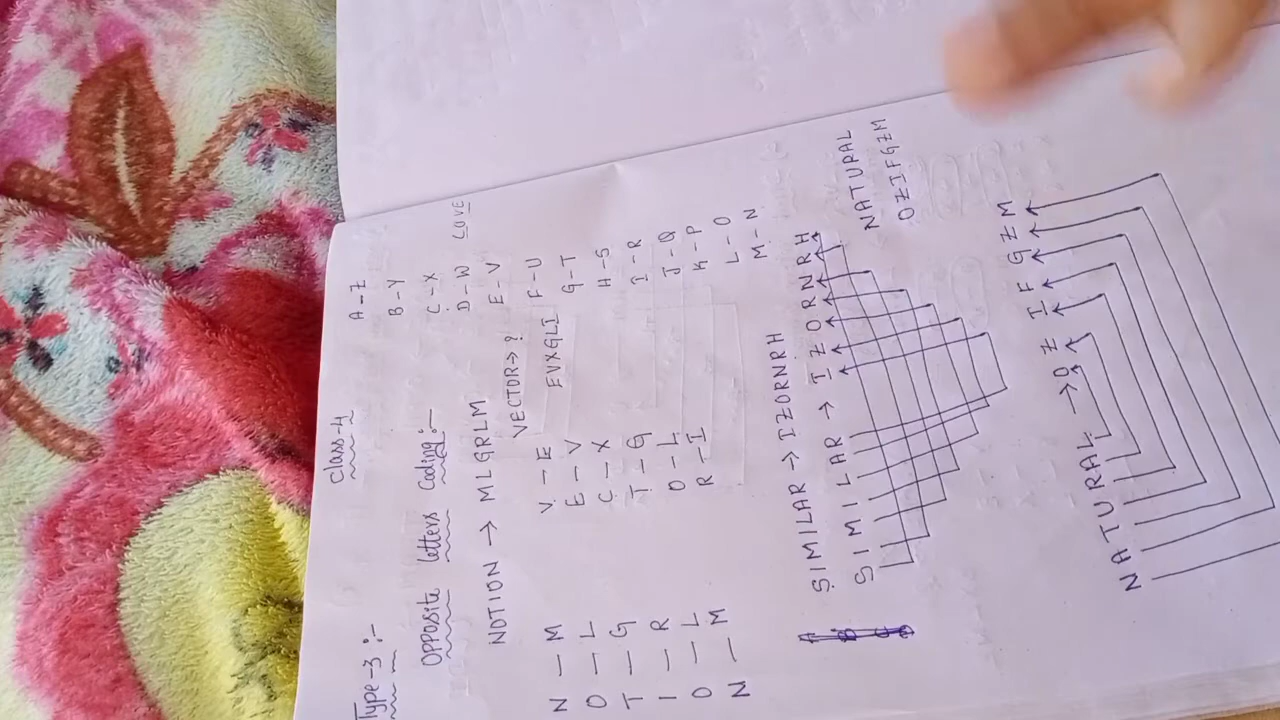 Class-4
Type-3:-
Opposite letters coding:-
NOTION → MLGRLM
VECTOR → ?
EVXGLI
LOVE
N — M
O — L
T — G
I — R
O — L
N — M
V — E
E — V
C — X
T — G
O — L
R — I
A - Z
B - Y
C - X
D - W
E - V
F - U
G - T
H - S
I - R
J - Q
K - P
L - O
M - N
SIMILAR → IZORNRH
SIMILAR → IZORNRH
NATURAL
OZIFGZM
NATURAL → OZIFGZM